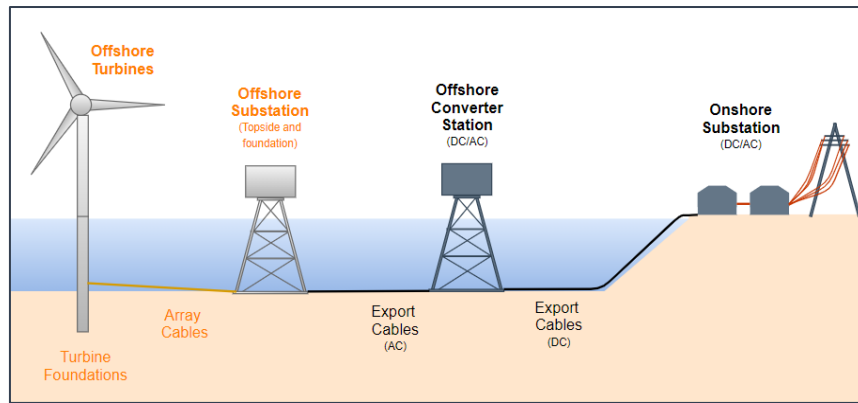 Offshore
Turbines
Offshore
Substation
(Topside and
foundation)
Offshore
Converter
Station
(DC/AC)
Onshore
Substation
(DC/AC)
Array
Cables
Export
Cables
(AC)
Export
Cables
(DC)
Turbine
Foundations